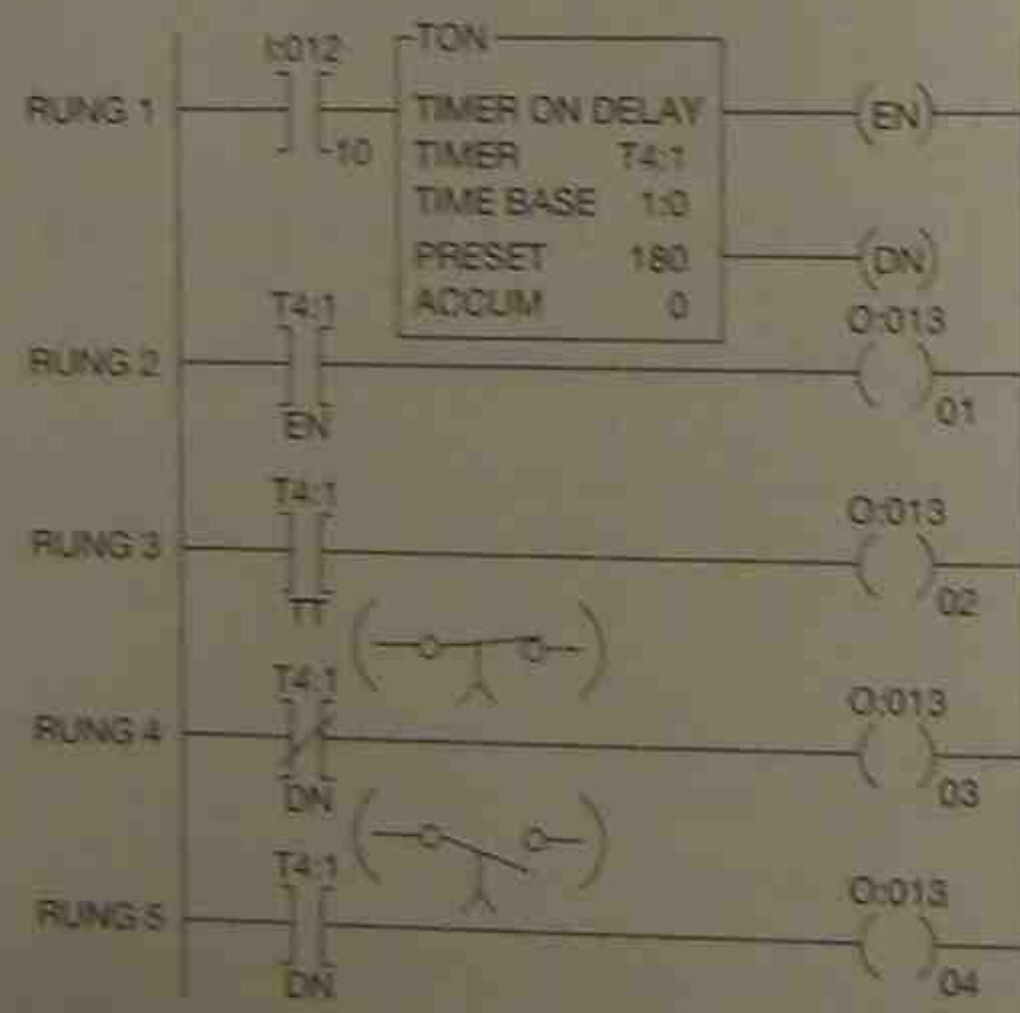 I:012
TON
RUNG 1
TIMER ON DELAY
(EN)
10
TIMER T4:1
TIME BASE 1:0
PRESET 180
(DN)
ACCUM 0
T4:1
O:013
RUNG 2
EN
01
T4:1
O:013
RUNG 3
TT
02
T4:1
O:013
RUNG 4
DN
03
T4:1
O:013
RUNG 5
DN
04